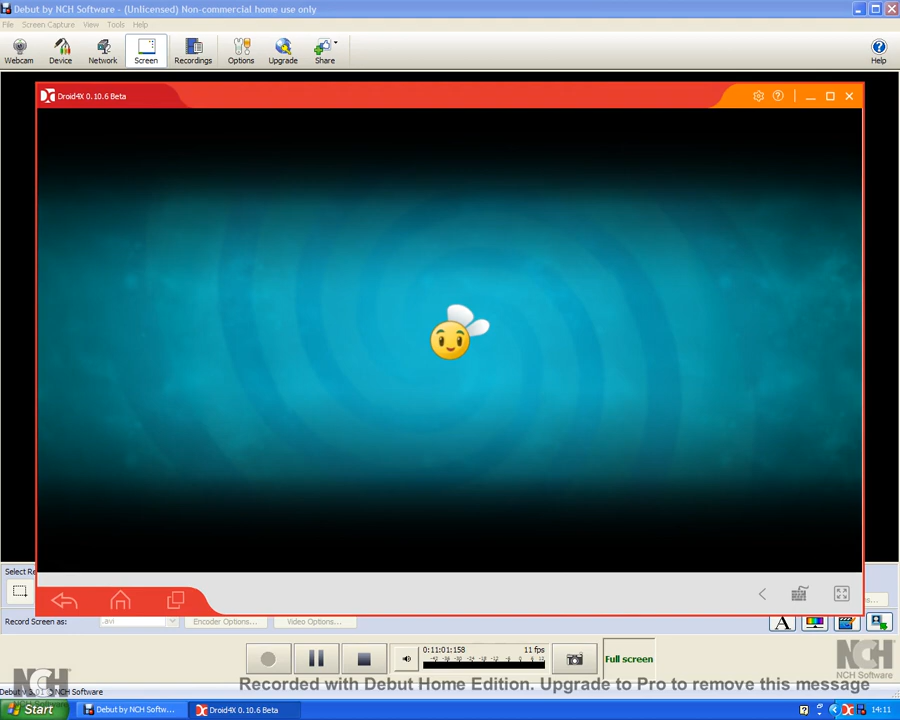 Debut by NCH Software - (Unlicensed) Non-commercial home use only
File Screen Capture View Tools Help
Webcam Device Network Screen Recordings Options Upgrade Share Help
Droid4X 0.10.6 Beta
Select Re
Record Screen as: .avi Encoder Options... Video Options...
A
0:11:01:158 11 fps
Full screen
NCH
NCH Software
NCH
Recorded with Debut Home Edition. Upgrade to Pro to remove this message
Debut v 3.01 © NCH Software
Start Debut by NCH Softw... Droid4X 0.10.6 Beta 14:11